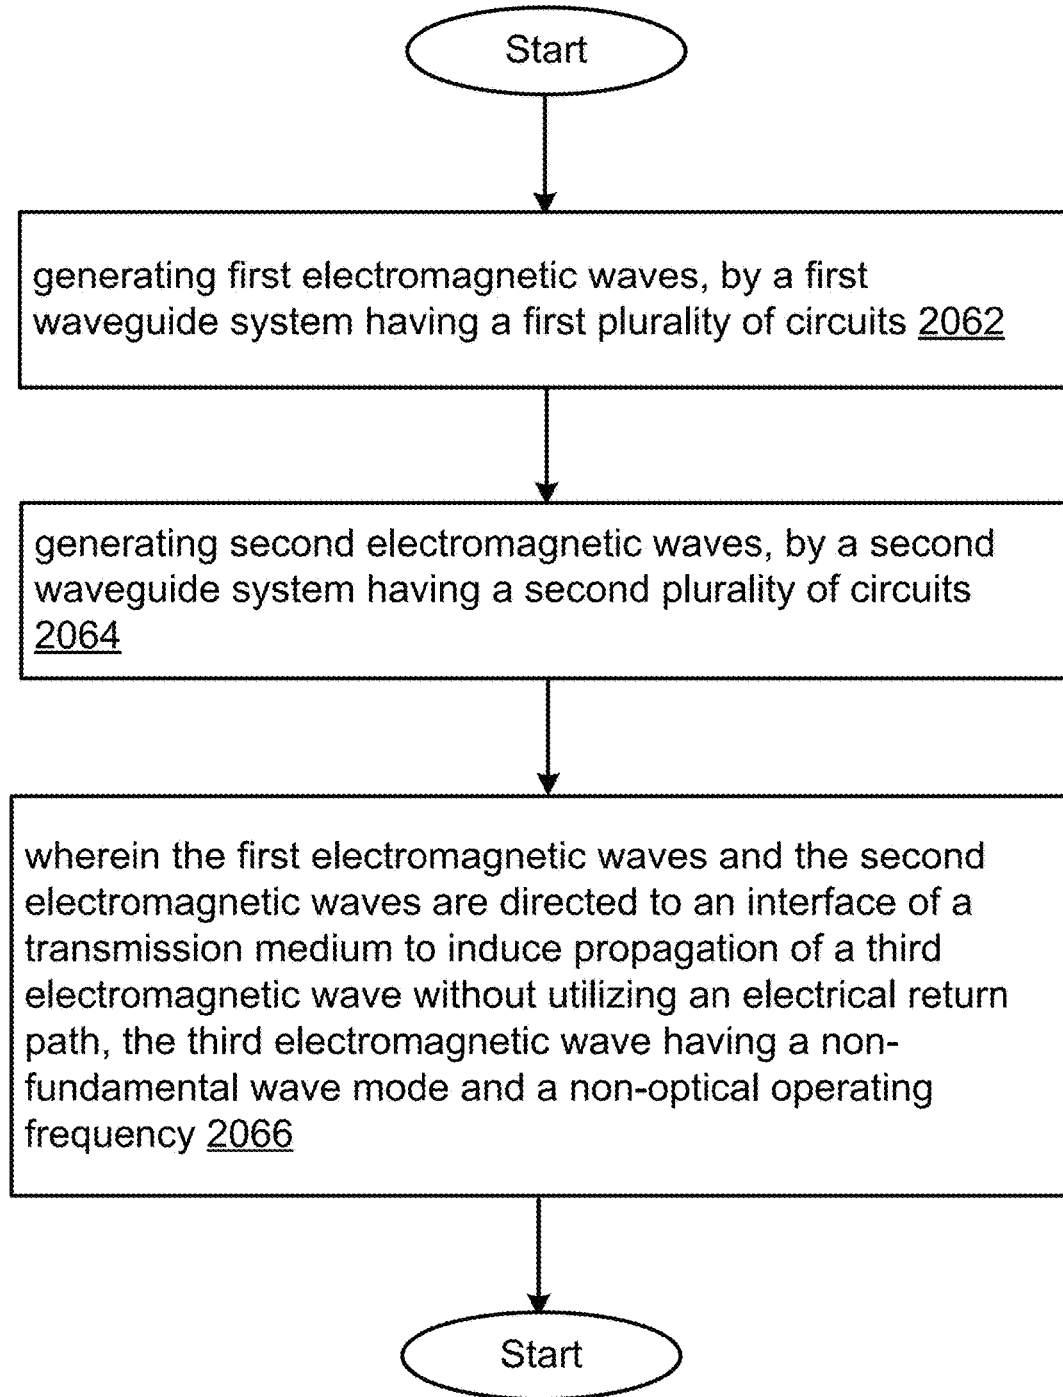 Start
generating first electromagnetic waves, by a first
waveguide system having a first plurality of circuits 2062
generating second electromagnetic waves, by a second
waveguide system having a second plurality of circuits
2064
wherein the first electromagnetic waves and the second
electromagnetic waves are directed to an interface of a
transmission medium to induce propagation of a third
electromagnetic wave without utilizing an electrical return
path, the third electromagnetic wave having a non-
fundamental wave mode and a non-optical operating
frequency 2066
Start